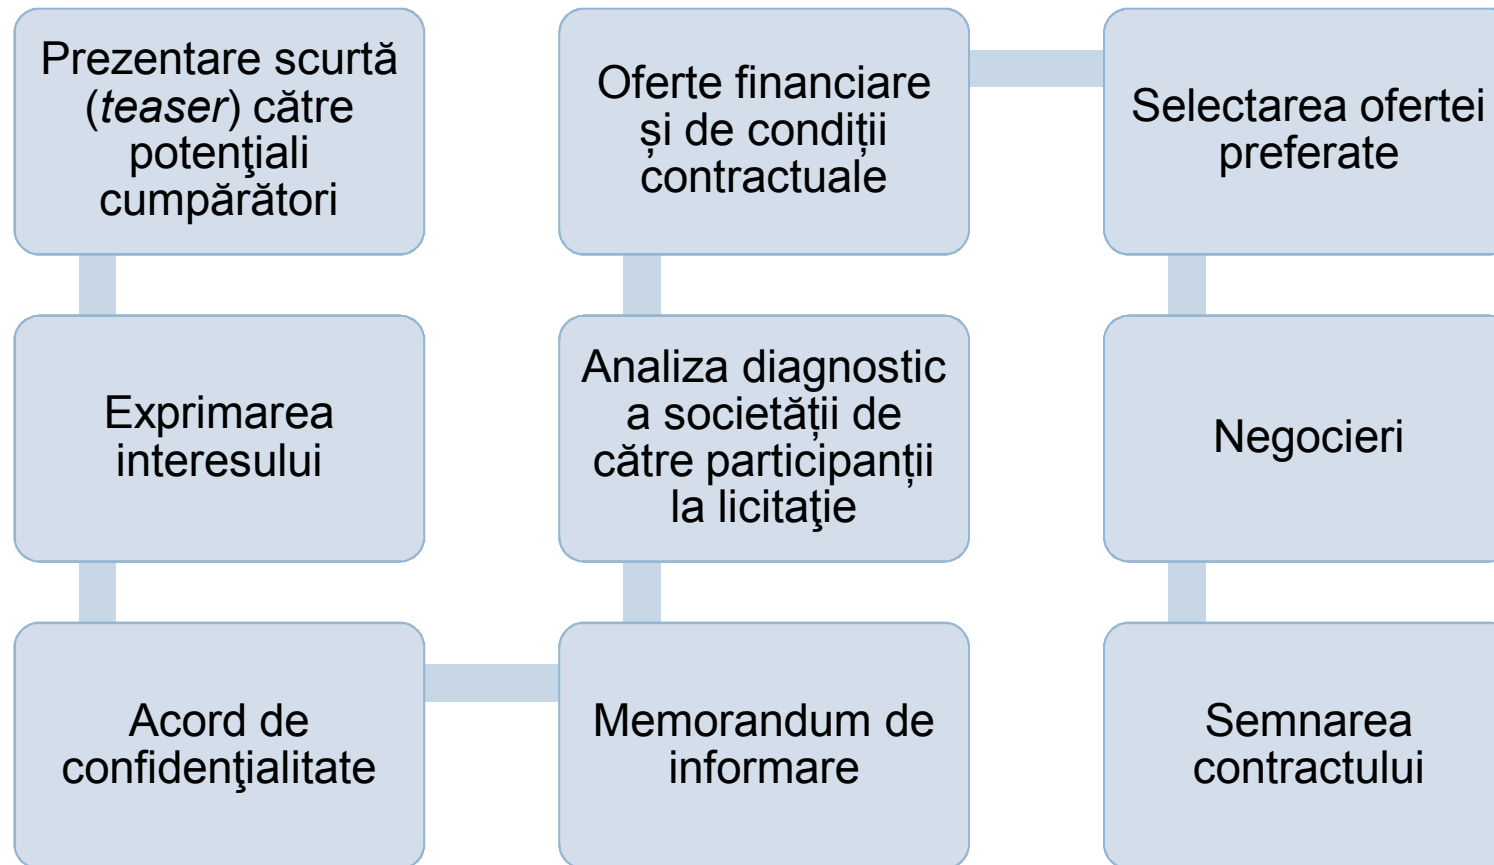 Prezentare scurtă
(teaser) către
potenţiali
cumpărători
Exprimarea
interesului
Acord de
confidenţialitate
Memorandum de
informare
Analiza diagnostic
a societății de
către participanții
la licitaţie
Oferte financiare
și de condiții
contractuale
Selectarea ofertei
preferate
Negocieri
Semnarea
contractului